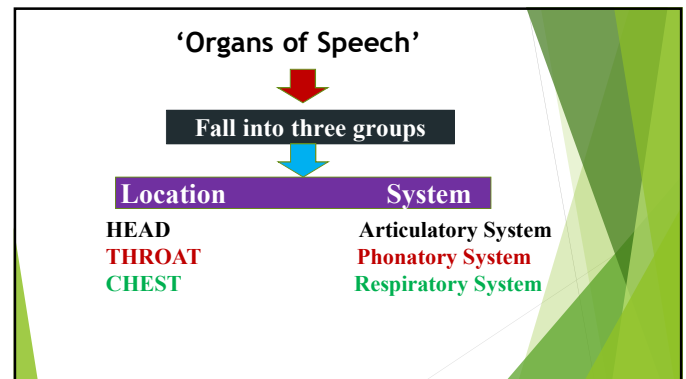 ‘Organs of Speech’
Fall into three groups
Location System
HEAD Articulatory System
THROAT Phonatory System
CHEST Respiratory System